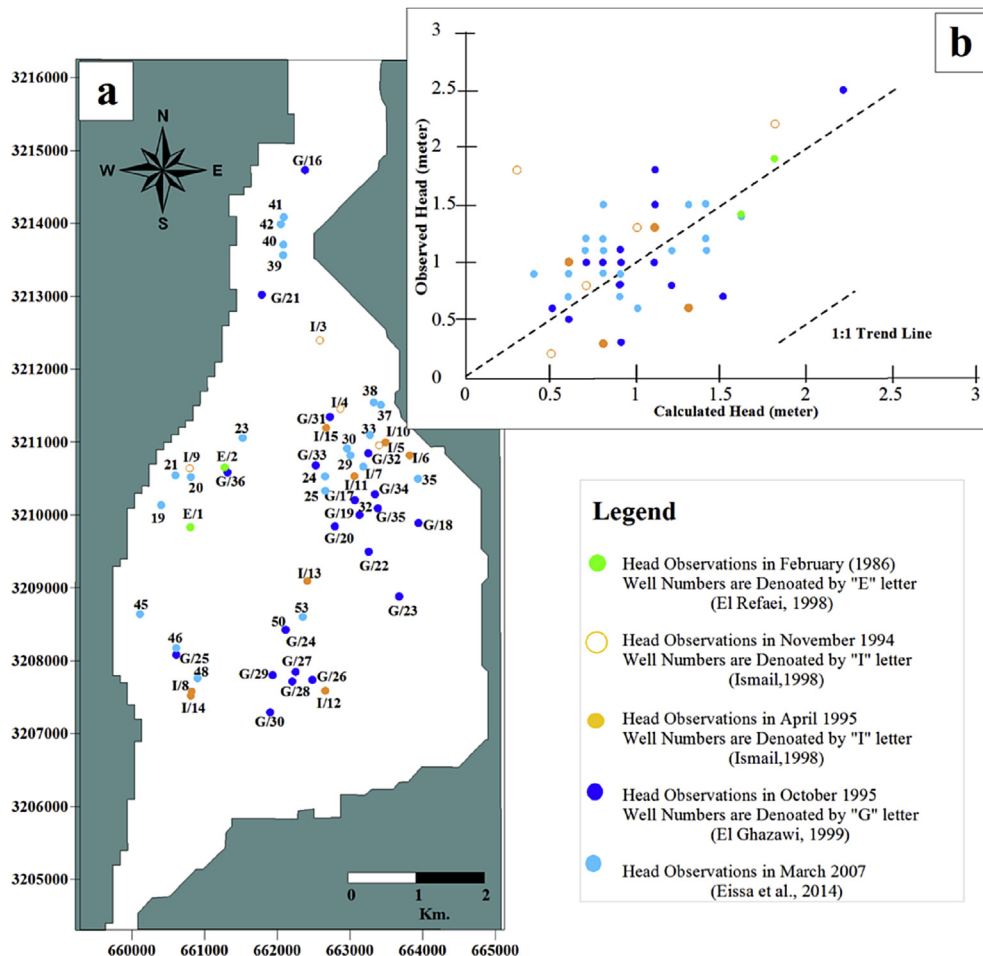 a
N
W E
S
3216000
3215000
3214000
3213000
3212000
3211000
3210000
3209000
3208000
3207000
3206000
3205000
660000 661000 662000 663000 664000 665000
G/16
41
42
40
39
G/21
I/3
38
I/4
37
G/31
33
I/10
I/15
30
I/5
23
I/9
E/2
G/33
29
G/32
I/6
21
I/7
20
G/36
24
I/11
35
25
G/17
G/34
19
E/1
G/19
32
G/35
G/18
G/20
G/22
I/13
G/23
45
53
50
46
G/24
G/25
48
G/27
G/29
G/26
I/8
G/28
I/14
I/12
G/30
0 1 2
Km.
b
Observed Head (meter)
3
2.5
2
1.5
1
0.5
0
0 0.5 1 1.5 2 2.5 3
Calculated Head (meter)
1:1 Trend Line
Legend
Head Observations in February (1986)
Well Numbers are Denoated by "E" letter
(El Refaei, 1998)
Head Observations in November 1994
Well Numbers are Denoated by "I" letter
(Ismail,1998)
Head Observations in April 1995
Well Numbers are Denoated by "I" letter
(Ismail,1998)
Head Observations in October 1995
Well Numbers are Denoated by "G" letter
(El Ghazawi, 1999)
Head Observations in March 2007
(Eissa et al., 2014)